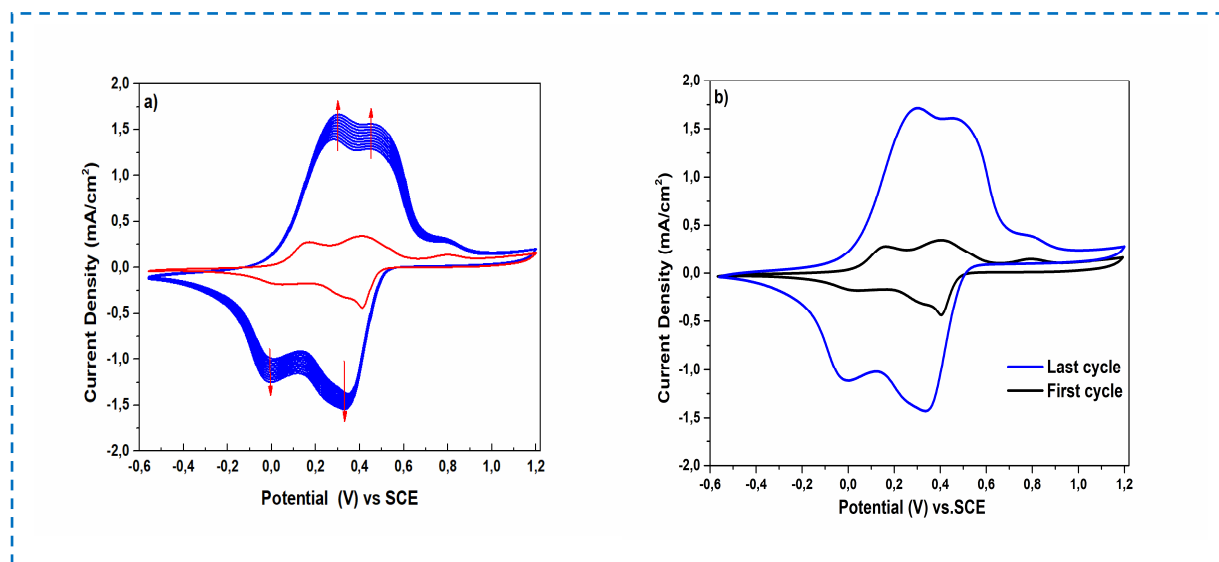 a)
Current Density (mA/cm²)
2,0
1,5
1,0
0,5
0,0
-0,5
-1,0
-1,5
-2,0
-0,6 -0,4 -0,2 0,0 0,2 0,4 0,6 0,8 1,0 1,2
Potential (V) vs SCE
b)
Current Density (mA/cm²)
2,0
1,5
1,0
0,5
0,0
-0,5
-1,0
-1,5
-2,0
Last cycle
First cycle
-0,6 -0,4 -0,2 0,0 0,2 0,4 0,6 0,8 1,0 1,2
Potential (V) vs.SCE